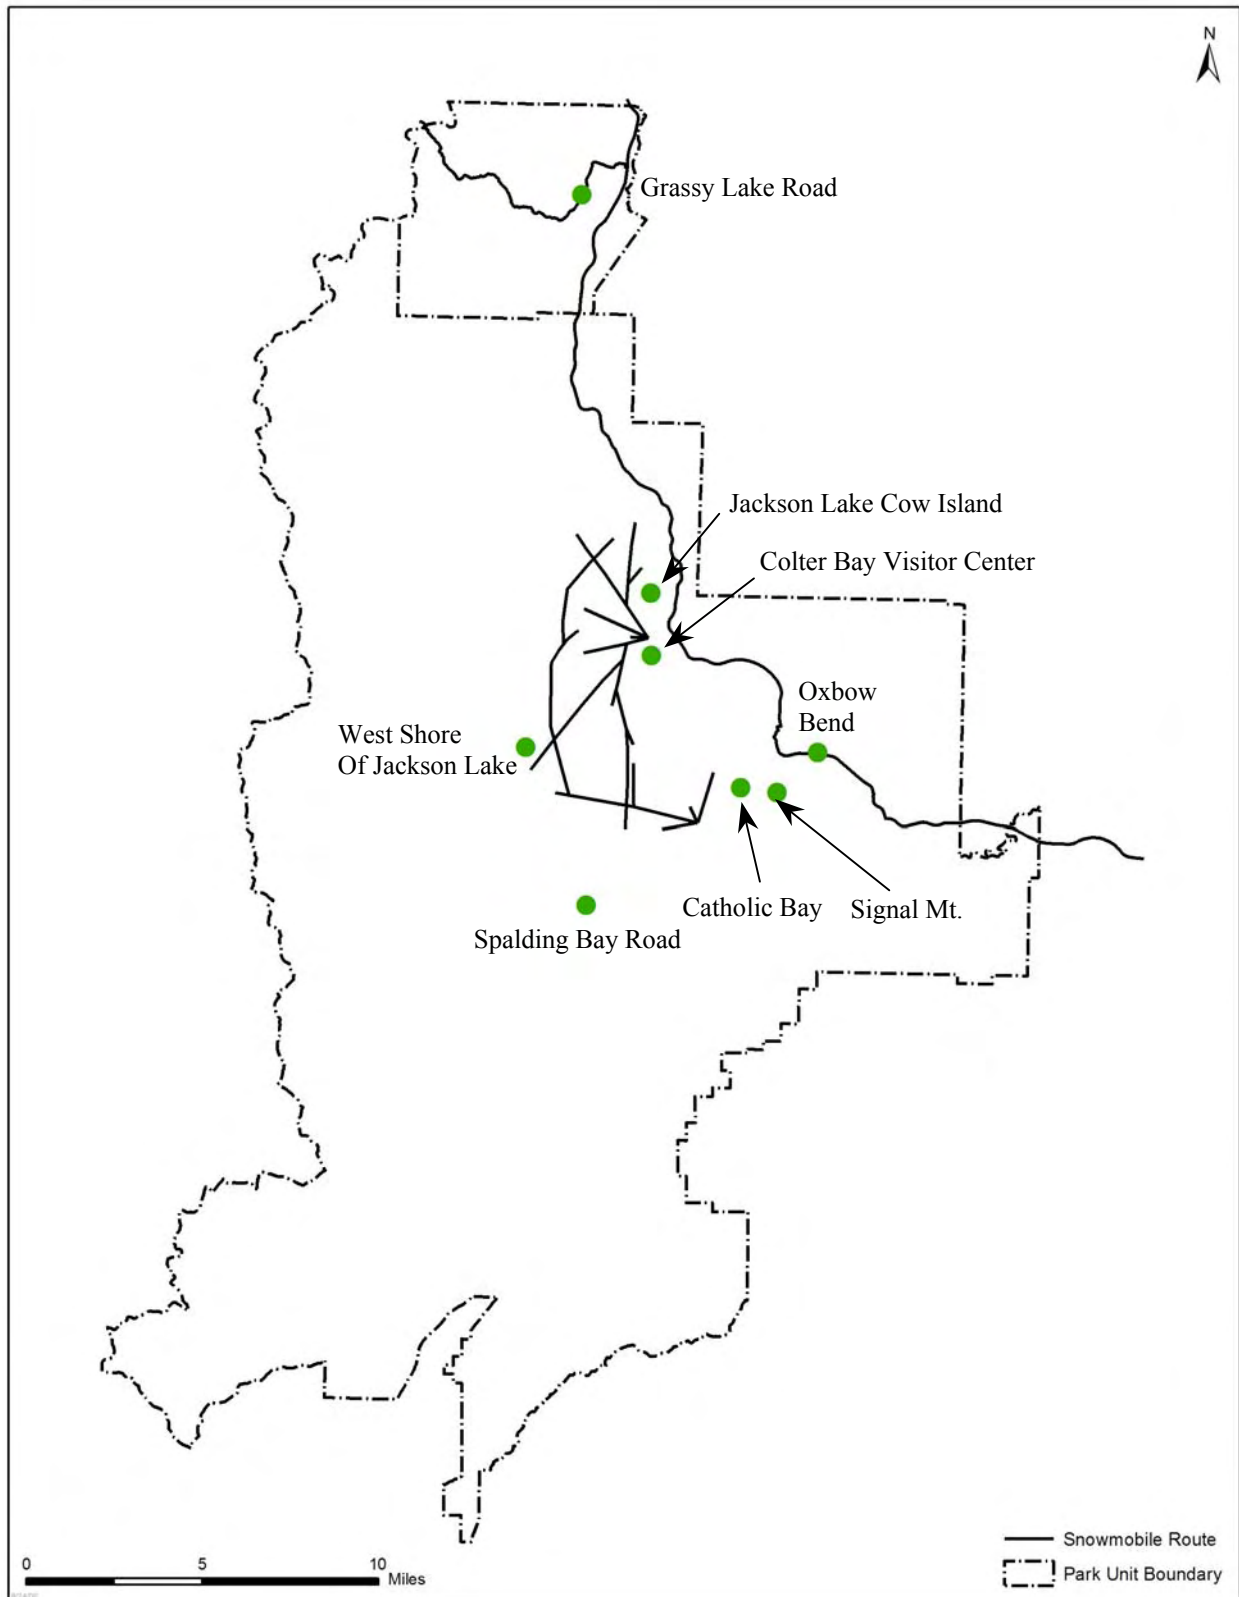 N
Grassy Lake Road
Jackson Lake Cow Island
Colter Bay Visitor Center
Oxbow
Bend
West Shore
Of Jackson Lake
Catholic Bay
Signal Mt.
Spalding Bay Road
Snowmobile Route
0 5 10
Miles
Park Unit Boundary